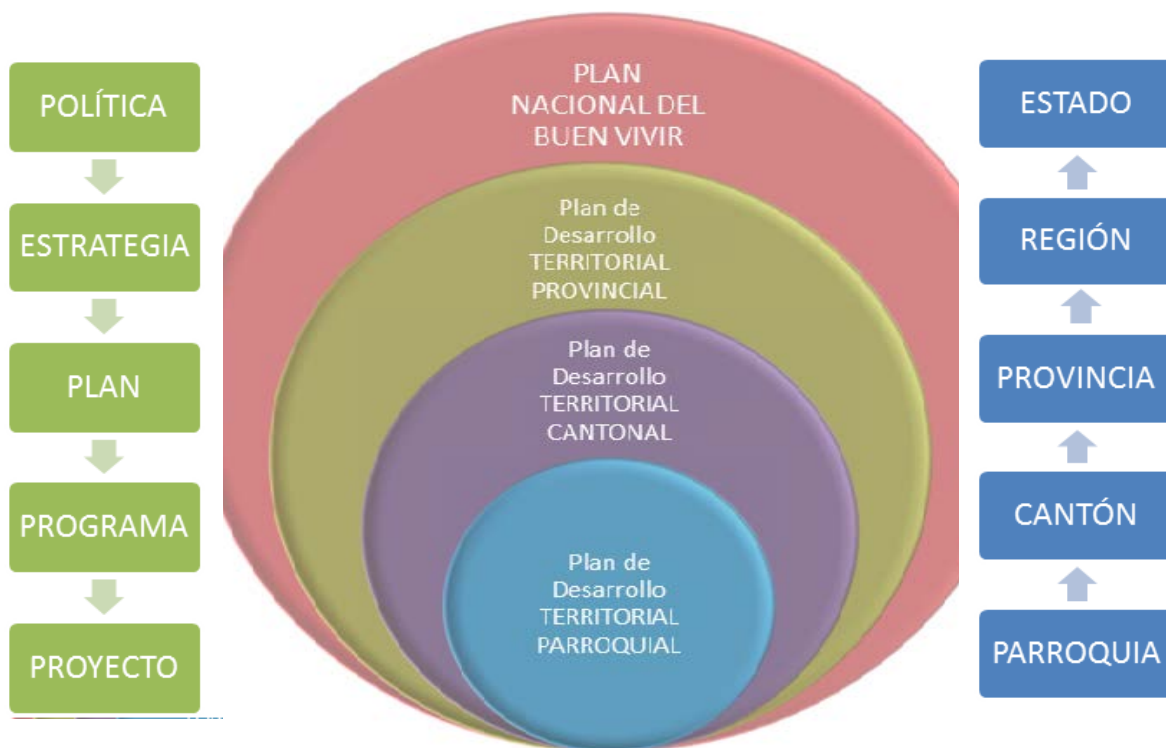 POLÍTICA
ESTRATEGIA
PLAN
PROGRAMA
PROYECTO
PLAN
NACIONAL DEL
BUEN VIVIR
Plan de
Desarrollo
TERRITORIAL
PROVINCIAL
Plan de
Desarrollo
TERRITORIAL
CANTONAL
Plan de
Desarrollo
TERRITORIAL
PARROQUIAL
ESTADO
REGIÓN
PROVINCIA
CANTÓN
PARROQUIA